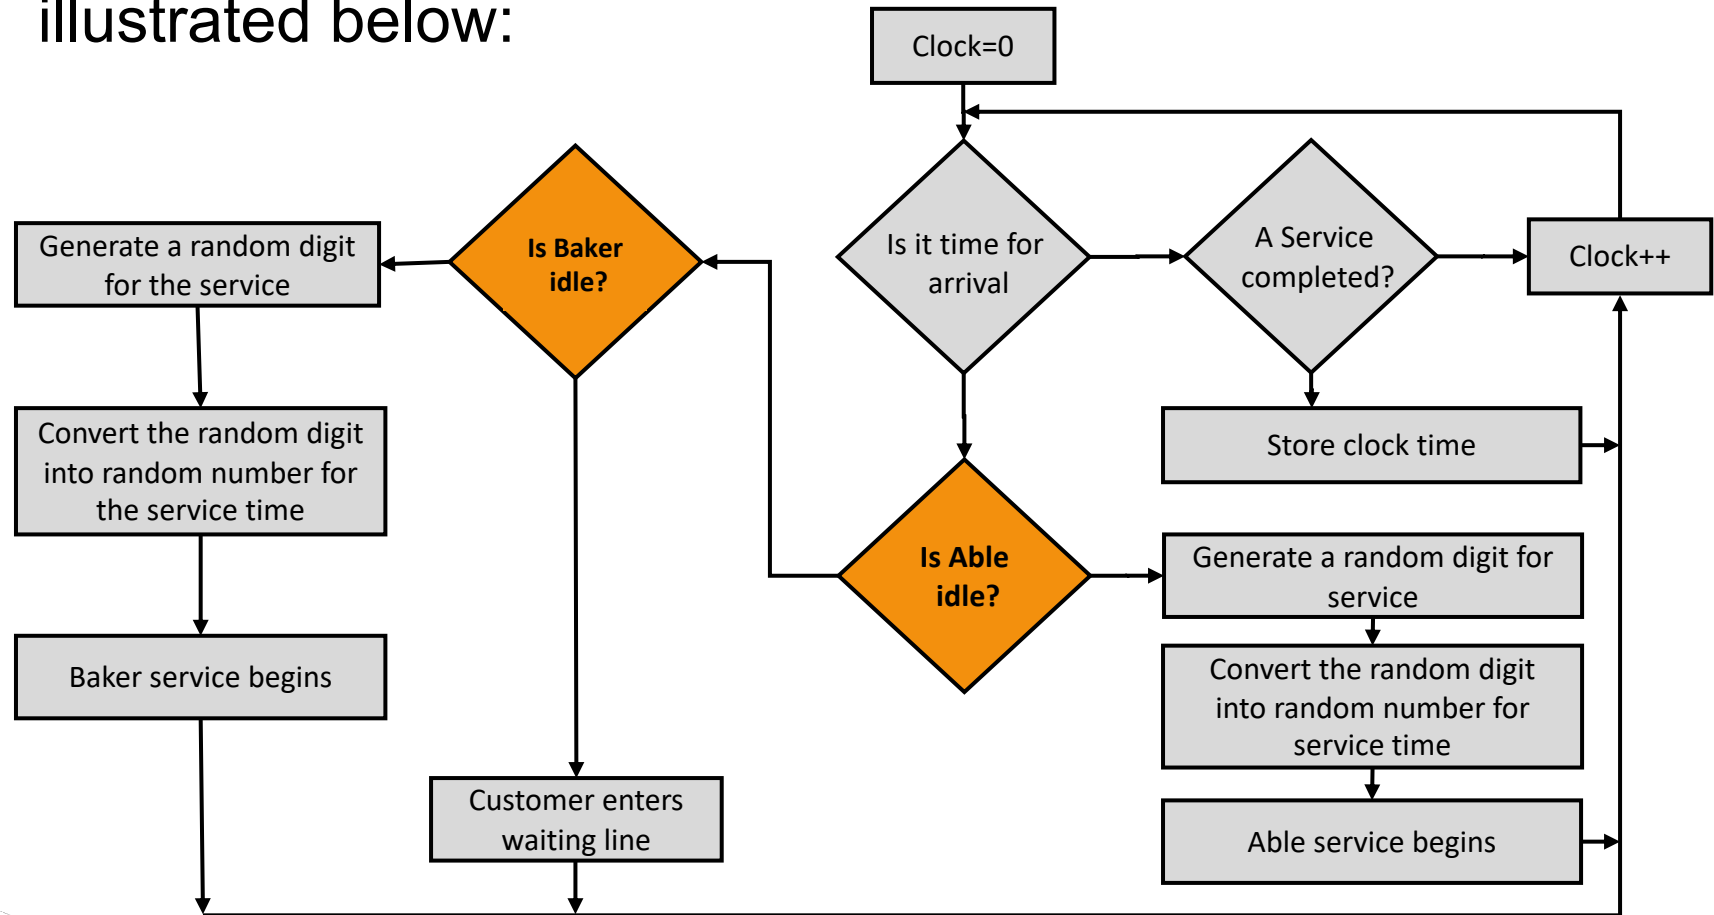 illustrated below:
Clock=0
Is it time for
arrival
A Service
completed?
Clock++
Store clock time
Is Baker
idle?
Generate a random digit
for the service
Convert the random digit
into random number for
the service time
Baker service begins
Customer enters
waiting line
Is Able
idle?
Generate a random digit for
service
Convert the random digit
into random number for
service time
Able service begins